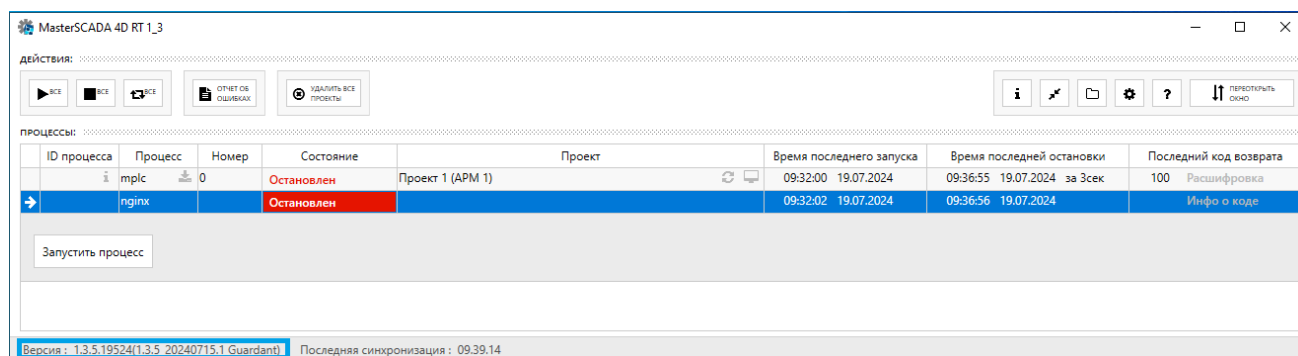 MasterSCADA 4D RT 1_3
ДЕЙСТВИЯ:
ВСЕ ВСЕ ВСЕ ОТЧЕТ ОБ ОШИБКАХ УДАЛИТЬ ВСЕ ПРОЕКТЫ i ? ПЕРЕОТКРЫТЬ ОКНО
ПРОЦЕССЫ:
ID процесса Процесс Номер Состояние Проект Время последнего запуска Время последней остановки Последний код возврата
i mplc 0 Остановлен Проект 1 (АРМ 1) 09:32:00 19.07.2024 09:36:55 19.07.2024 за 3сек 100 Расшифровка
nginx Остановлен 09:32:02 19.07.2024 09:36:56 19.07.2024 Инфо о коде
Запустить процесс
Версия : 1.3.5.19524(1.3.5_20240715.1 Guardant) Последняя синхронизация : 09.39.14